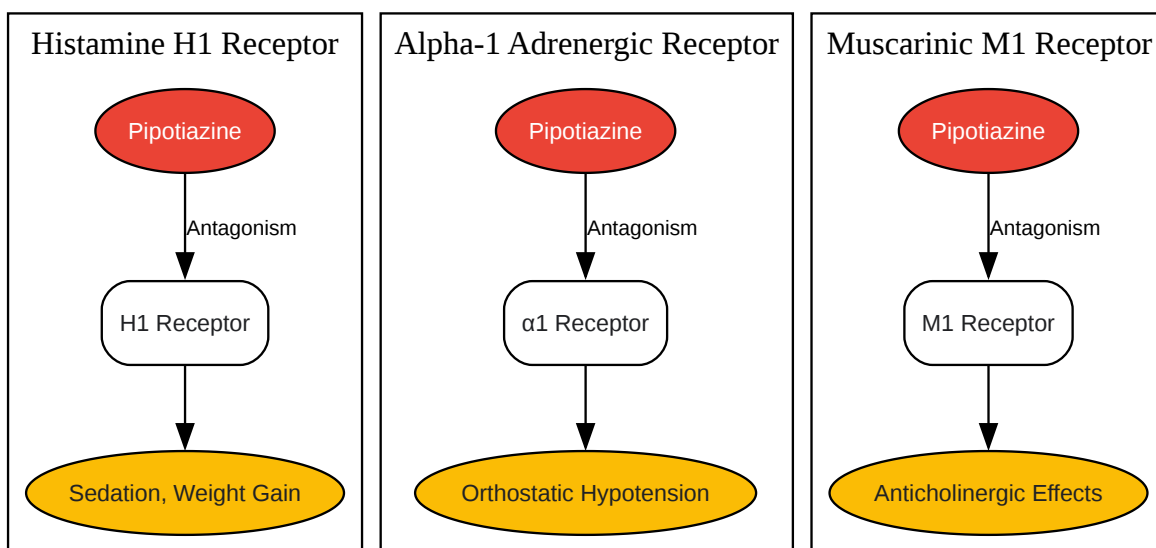 Histamine H1 Receptor
Pipotiazine
Antagonism
H1 Receptor
Sedation, Weight Gain
Alpha-1 Adrenergic Receptor
Pipotiazine
Antagonism
α1 Receptor
Orthostatic Hypotension
Muscarinic M1 Receptor
Pipotiazine
Antagonism
M1 Receptor
Anticholinergic Effects